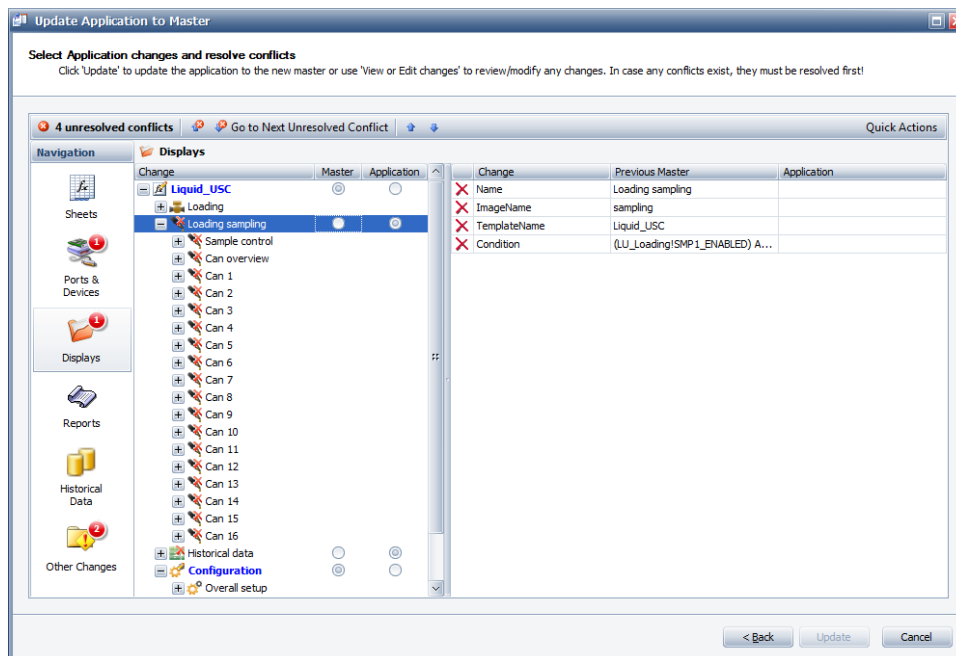 Update Application to Master
Select Application changes and resolve conflicts
Click 'Update' to update the application to the new master or use 'View or Edit changes' to review/modify any changes. In case any conflicts exist, they must be resolved first!
4 unresolved conflicts Go to Next Unresolved Conflict Quick Actions
Navigation Displays
Change Master Application Change Previous Master Application
Liquid_USC Name Loading sampling
Loading ImageName sampling
Loading sampling TemplateName Liquid_USC
Sample control Condition (LU_Loading!SMP1_ENABLED) A...
Can overview
Can 1
Can 2
Can 3
Can 4
Can 5
Can 6
Can 7
Can 8
Can 9
Can 10
Can 11
Can 12
Can 13
Can 14
Can 15
Can 16
Historical data
Configuration
Overall setup
Sheets
1
Ports &
Devices
1
Displays
Reports
Historical
Data
2
Other Changes
< Back Update Cancel